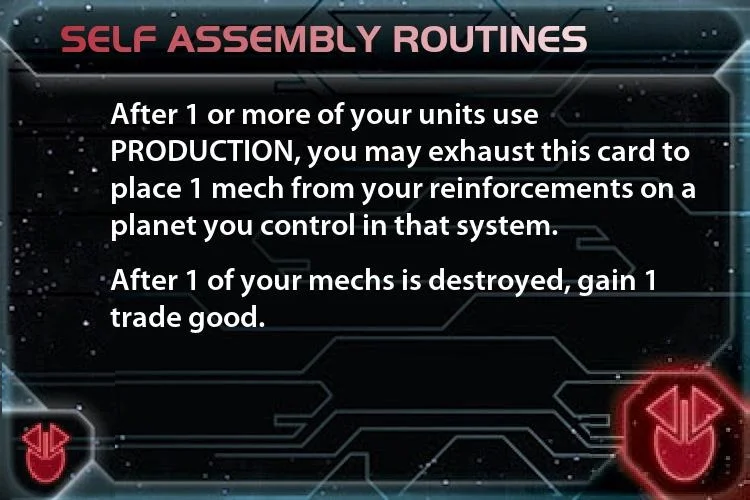 SELF ASSEMBLY ROUTINES
After 1 or more of your units use
PRODUCTION, you may exhaust this card to
place 1 mech from your reinforcements on a
planet you control in that system.
After 1 of your mechs is destroyed, gain 1
trade good.